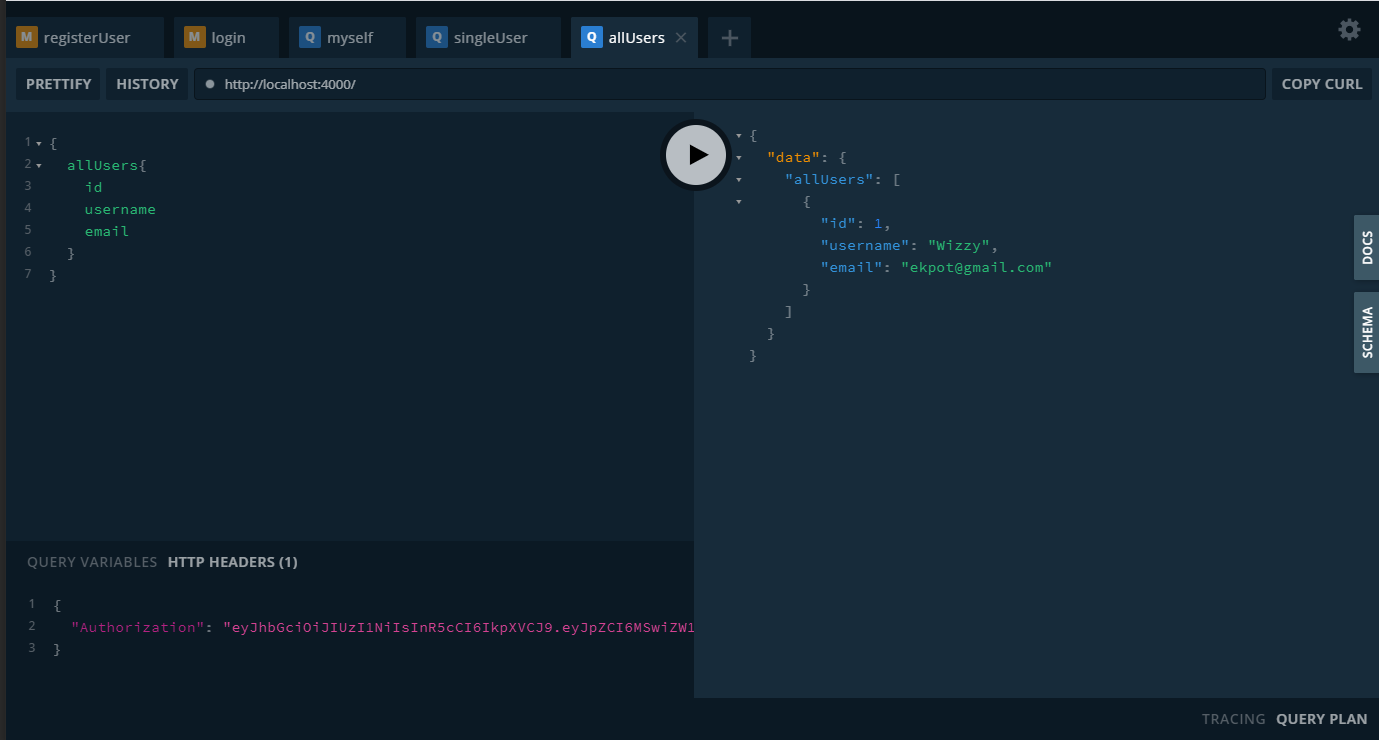 M registerUser
M login
Q myself
Q singleUser
Q allUsers
PRETTIFY
HISTORY
http://localhost:4000/
COPY CURL
1 {
2 allUsers{
3 id
4 username
5 email
6 }
7 }
{
"data": {
"allUsers": [
{
"id": 1,
"username": "Wizzy",
"email": "ekpot@gmail.com"
}
]
}
}
DOCS
SCHEMA
QUERY VARIABLES HTTP HEADERS (1)
1 {
2 "Authorization": "eyJhbGciOiJIUzI1NiIsInR5cCI6IkpXVCJ9.eyJpZCI6MSwiZW1
3 }
TRACING QUERY PLAN